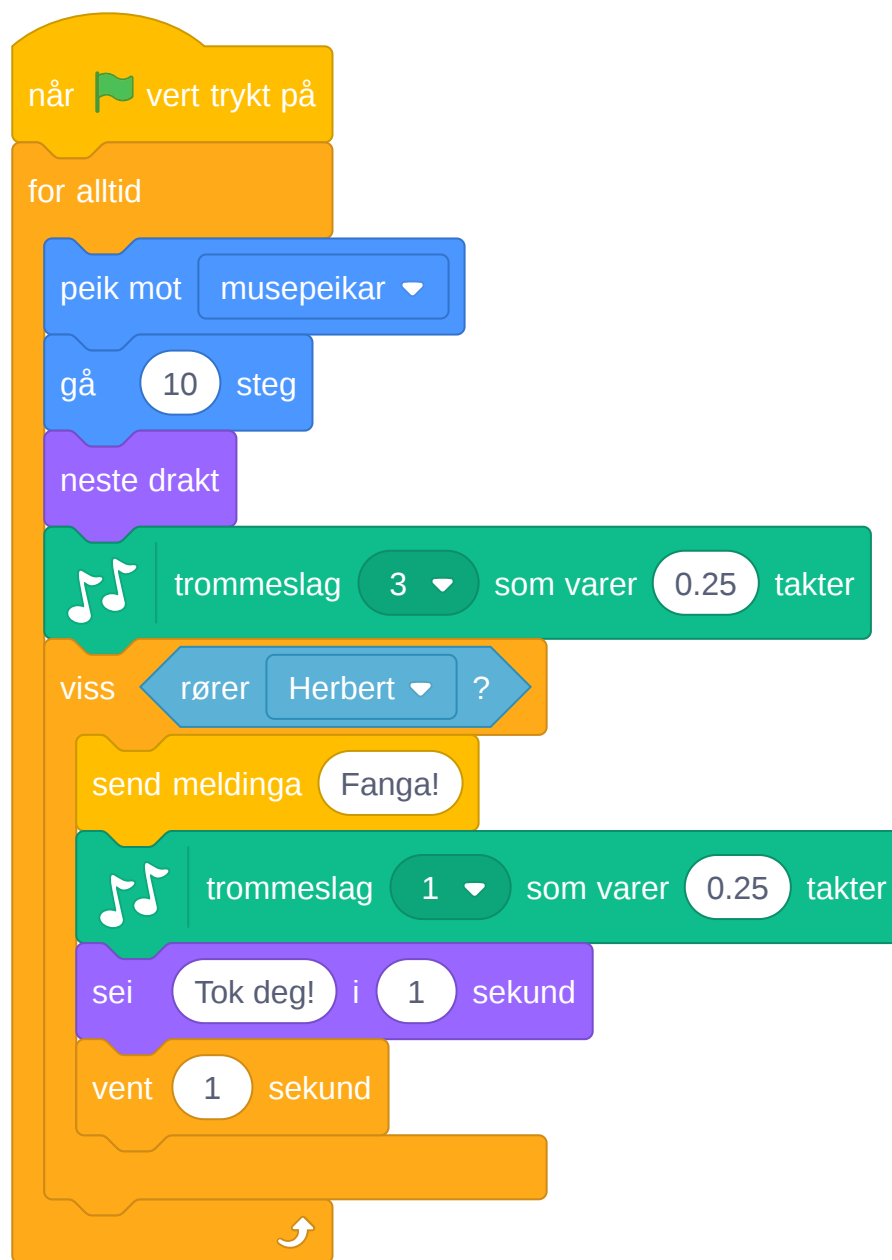 når vert trykt på
for alltid
peik mot musepeikar
gå 10 steg
neste drakt
trommeslag 3 som varer 0.25 takter
viss rører Herbert ?
send meldinga Fanga!
trommeslag 1 som varer 0.25 takter
sei Tok deg! i 1 sekund
vent 1 sekund